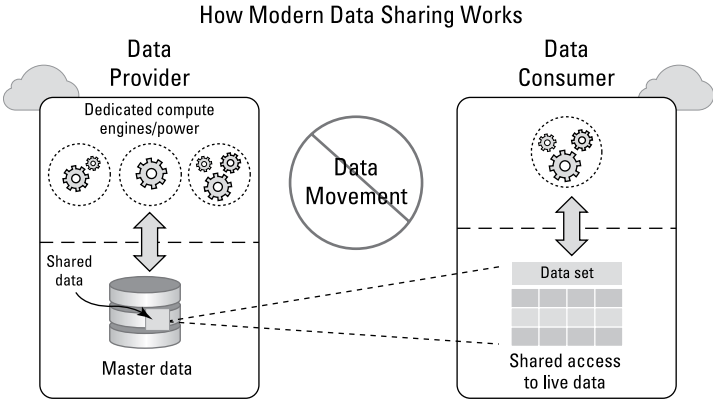 How Modern Data Sharing Works
Data
Provider
Dedicated compute
engines/power
Shared
data
Master data
Data
Movement
Data
Consumer
Data set
Shared access
to live data